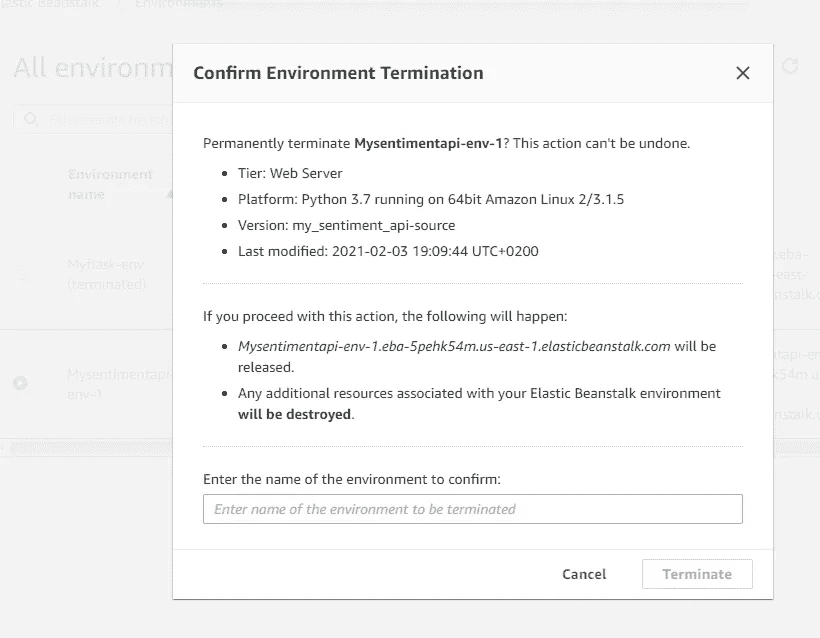 Elastic Beanstalk / Environments
All environm
Confirm Environment Termination
Environment
name
Permanently terminate Mysentimentapi-env-1? This action can't be undone.
Tier: Web Server
Platform: Python 3.7 running on 64bit Amazon Linux 2/3.1.5
Version: my_sentiment_api-source
Last modified: 2021-02-03 19:09:44 UTC+0200
Myflask-env
(terminated)
If you proceed with this action, the following will happen:
Mysentimentapi-env-1.eba-5pehk54m.us-east-1.elasticbeanstalk.com will be
released.
Any additional resources associated with your Elastic Beanstalk environment
will be destroyed.
Mysentimentapi-
env-1
Enter the name of the environment to confirm:
Enter name of the environment to be terminated
Cancel
Terminate